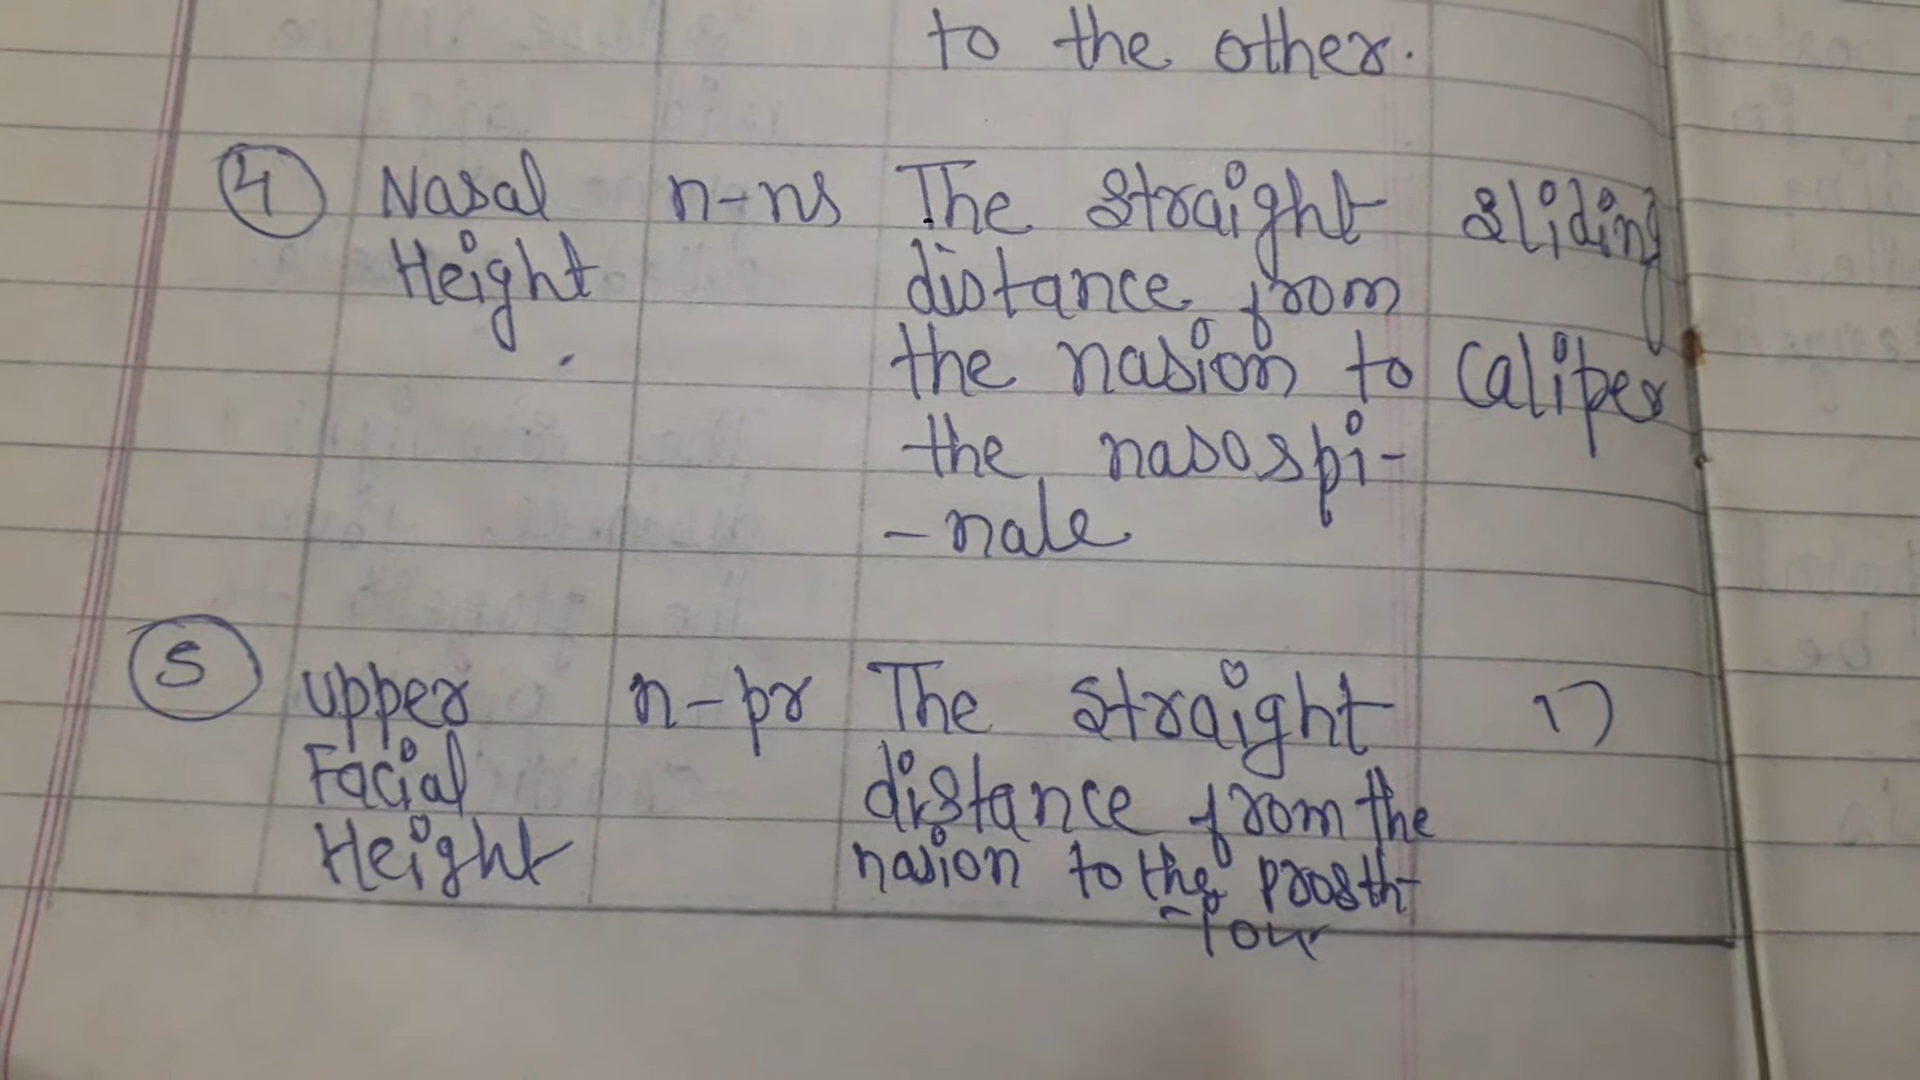 to the other.
4 Nasal n-ns The straight sliding
Height distance from
the nasion to caliper
the nasospi-
-nale
5 Upper n-pr The straight ”
Facial distance from the
Height nasion to the prosth-